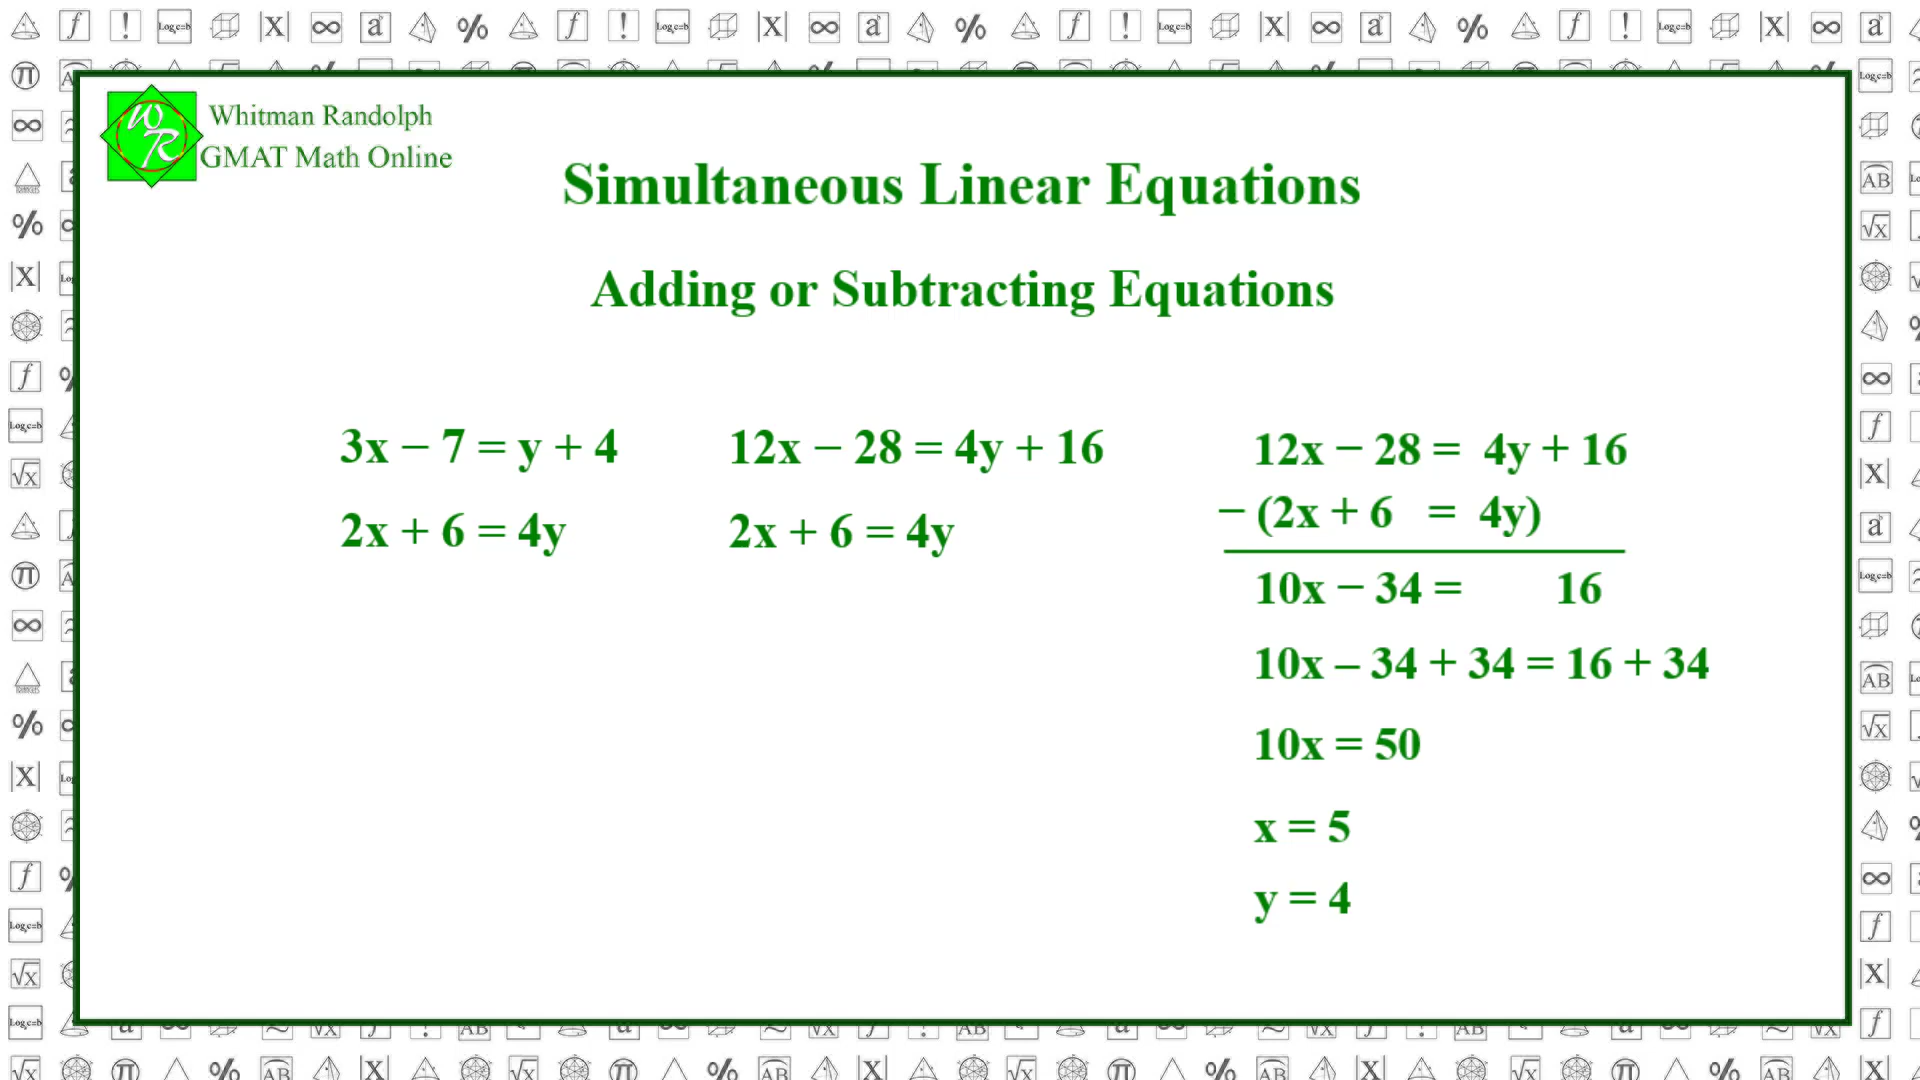 Whitman Randolph
GMAT Math Online
Simultaneous Linear Equations
Adding or Subtracting Equations
3x − 7 = y + 4
2x + 6 = 4y
12x − 28 = 4y + 16
2x + 6 = 4y
12x − 28 = 4y + 16
− (2x + 6 = 4y)
10x − 34 = 16
10x – 34 + 34 = 16 + 34
10x = 50
x = 5
y = 4